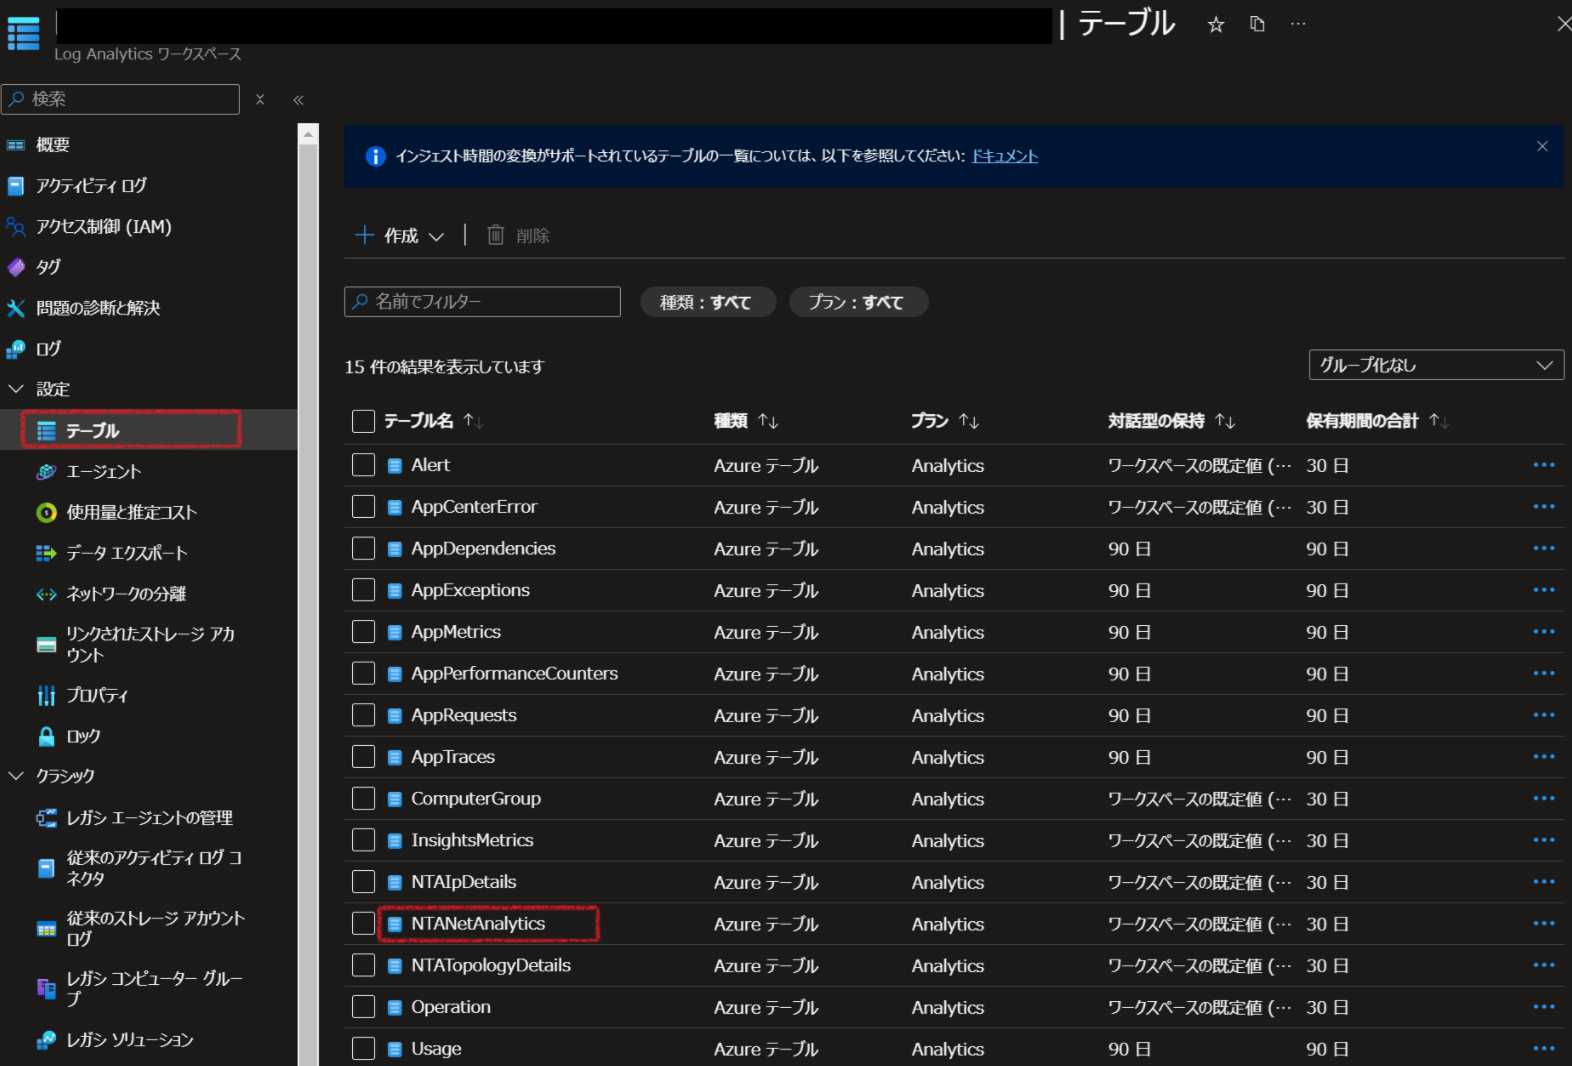 | テーブル
Log Analytics ワークスペース
検索
概要
アクティビティ ログ
アクセス制御 (IAM)
タグ
問題の診断と解決
ログ
設定
テーブル
エージェント
使用量と推定コスト
データ エクスポート
ネットワークの分離
リンクされたストレージ アカ
ウント
プロパティ
ロック
クラシック
レガシ エージェントの管理
従来のアクティビティ ログ コ
ネクタ
従来のストレージ アカウント
ログ
レガシ コンピューター グルー
プ
レガシ ソリューション
インジェスト時間の変換がサポートされているテーブルの一覧については、以下を参照してください: ドキュメント
作成 | 削除
名前でフィルター 種類 : すべて プラン : すべて
15 件の結果を表示しています グループ化なし
テーブル名 ↑↓ 種類 ↑↓ プラン ↑↓ 対話型の保持 ↑↓ 保有期間の合計 ↑↓
Alert Azure テーブル Analytics ワークスペースの既定値 (… 30 日
AppCenterError Azure テーブル Analytics ワークスペースの既定値 (… 30 日
AppDependencies Azure テーブル Analytics 90 日 90 日
AppExceptions Azure テーブル Analytics 90 日 90 日
AppMetrics Azure テーブル Analytics 90 日 90 日
AppPerformanceCounters Azure テーブル Analytics 90 日 90 日
AppRequests Azure テーブル Analytics 90 日 90 日
AppTraces Azure テーブル Analytics 90 日 90 日
ComputerGroup Azure テーブル Analytics ワークスペースの既定値 (… 30 日
InsightsMetrics Azure テーブル Analytics ワークスペースの既定値 (… 30 日
NTAIpDetails Azure テーブル Analytics ワークスペースの既定値 (… 30 日
NTANetAnalytics Azure テーブル Analytics ワークスペースの既定値 (… 30 日
NTATopologyDetails Azure テーブル Analytics ワークスペースの既定値 (… 30 日
Operation Azure テーブル Analytics ワークスペースの既定値 (… 30 日
Usage Azure テーブル Analytics 90 日 90 日